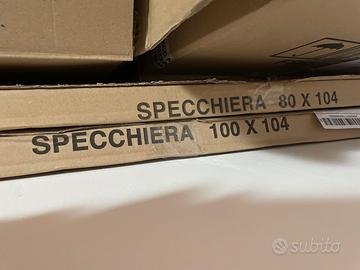 SPECCHIERA 80 X 104
SPECCHIERA 100 X 104
subito